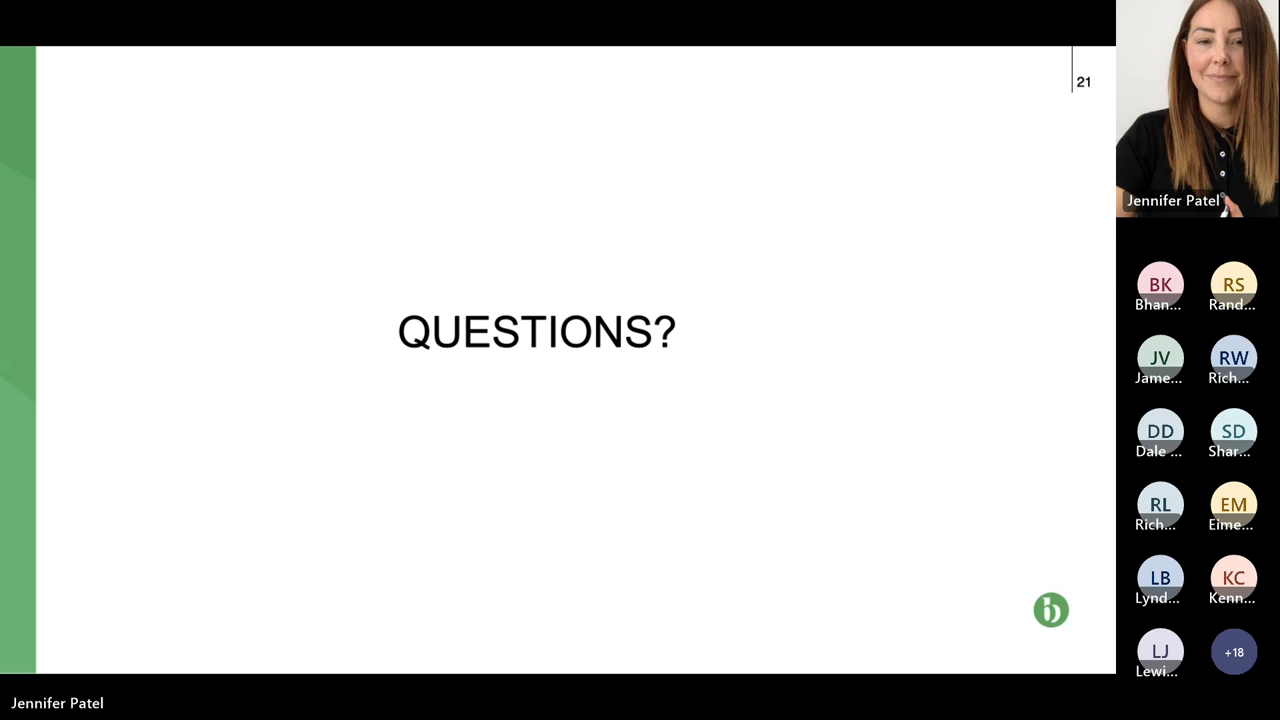 21
QUESTIONS?
Jennifer Patel
BK
RS
Bhan...
Rand...
JV
RW
Jame...
Rich...
DD
SD
Dale ...
Shar...
RL
EM
Rich...
Eime...
LB
KC
Lynd...
Kenn...
LJ
+18
Lewi...
b
Jennifer Patel